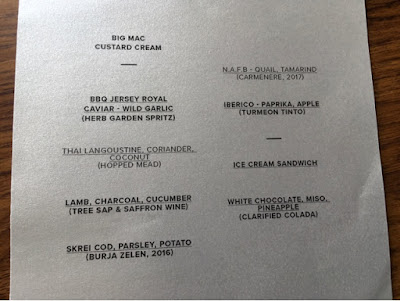 BIG MAC
CUSTARD CREAM
BBQ JERSEY ROYAL
CAVIAR - WILD GARLIC
(HERB GARDEN SPRITZ)
THAI LANGOUSTINE, CORIANDER,
COCONUT
(HOPPED MEAD)
LAMB, CHARCOAL, CUCUMBER
(TREE SAP & SAFFRON WINE)
SKREI COD, PARSLEY, POTATO
(BURJA ZELEN, 2016)
N.A.F.B - QUAIL, TAMARIND
(CARMENERE, 2017)
IBERICO - PAPRIKA, APPLE
(TURMEON TINTO)
ICE CREAM SANDWICH
WHITE CHOCOLATE, MISO,
PINEAPPLE
(CLARIFIED COLADA)